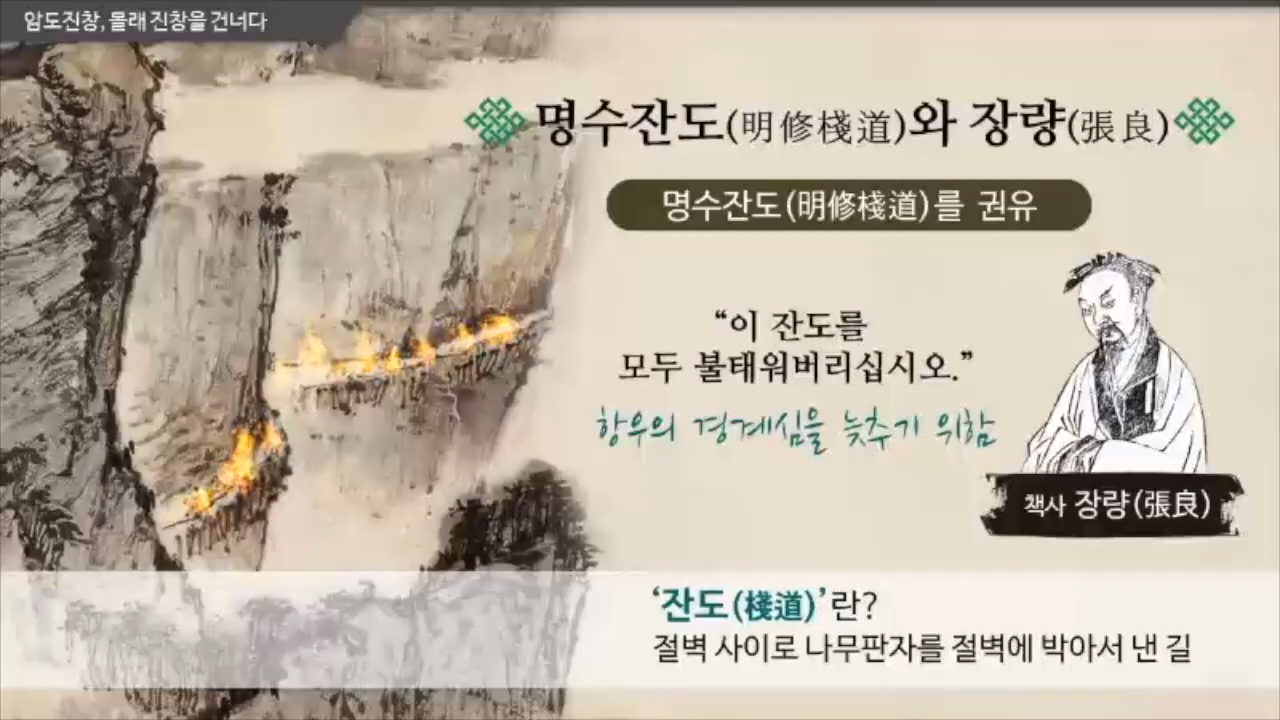 암도진창, 몰래 진창을 건너다
명수잔도(明修棧道)와 장량(張良)
명수잔도(明修棧道)를 권유
“이 잔도를
모두 불태워버리십시오.”
항우의 경계심을 늦추기 위함
책사 장량(張良)
‘잔도(棧道)’란?
절벽 사이로 나무판자를 절벽에 박아서 낸 길